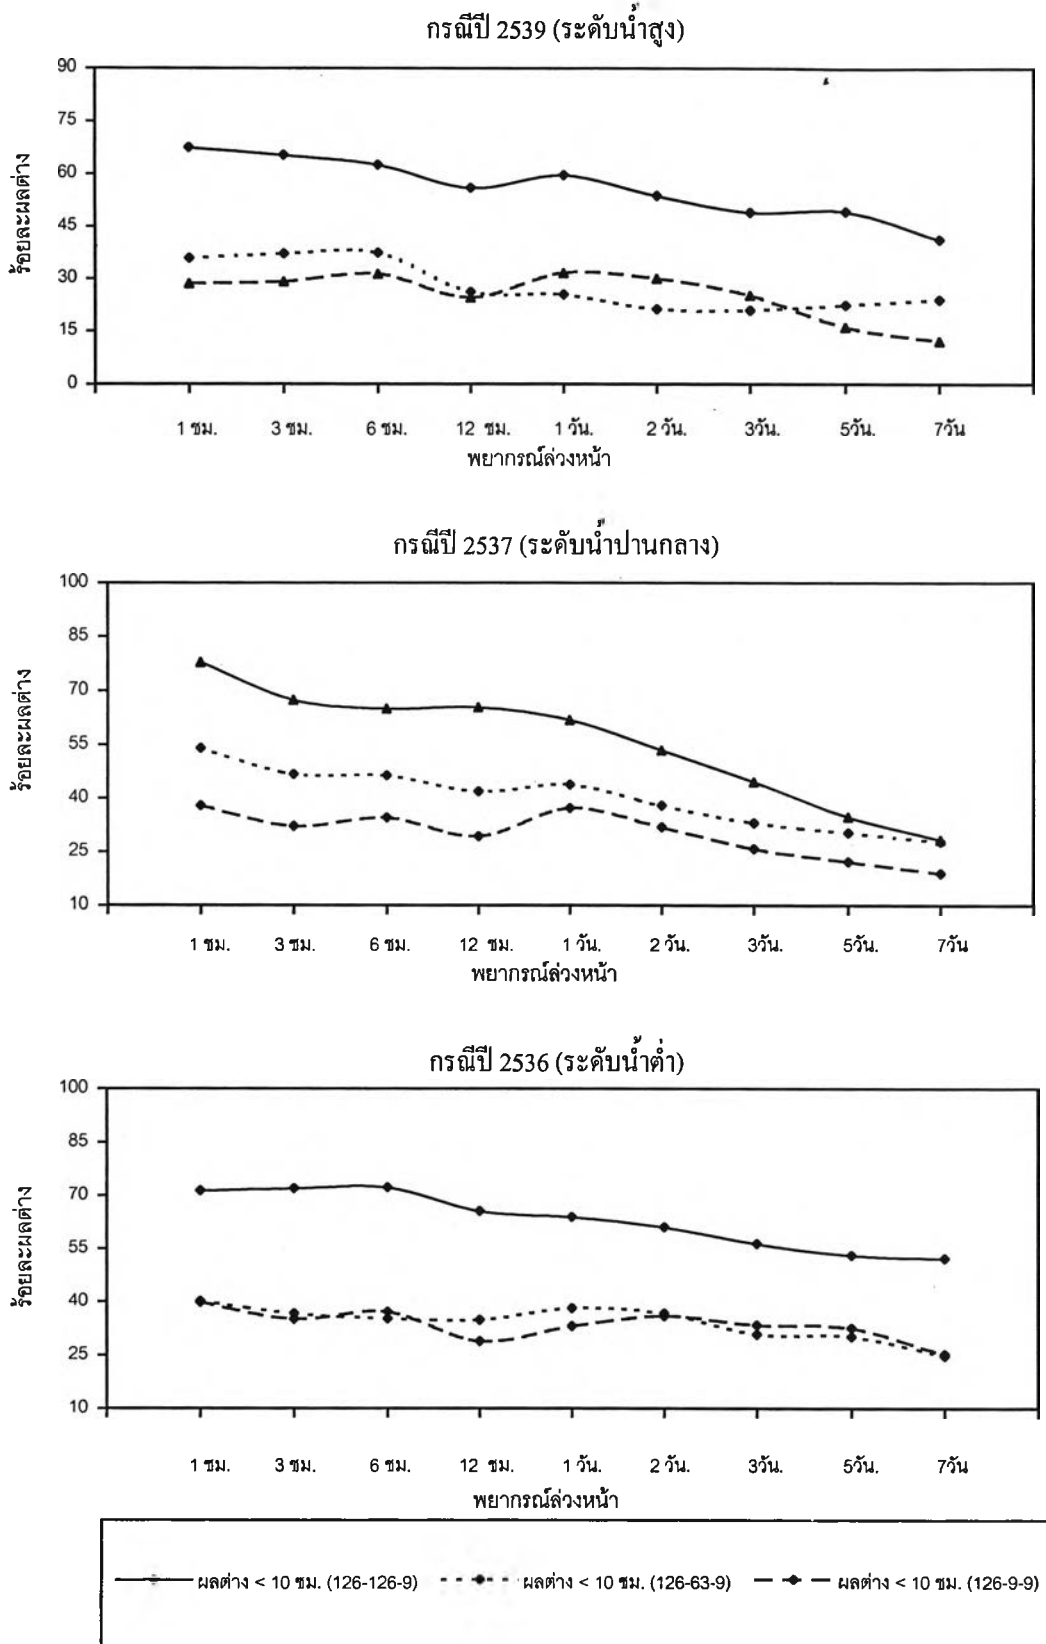 กรณีปี 2539 (ระดับน้ำสูง)
90
75
60
45
30
15
0
ร้อยละผลต่าง
1 ชม. 3 ชม. 6 ชม. 12 ชม. 1 วัน. 2 วัน. 3วัน. 5วัน. 7วัน
พยากรณ์ล่วงหน้า
กรณีปี 2537 (ระดับน้ำปานกลาง)
100
85
70
55
40
25
10
ร้อยละผลต่าง
1 ชม. 3 ชม. 6 ชม. 12 ชม. 1 วัน. 2 วัน. 3วัน. 5วัน. 7วัน
พยากรณ์ล่วงหน้า
กรณีปี 2536 (ระดับน้ำต่ำ)
100
85
70
55
40
25
10
ร้อยละผลต่าง
1 ชม. 3 ชม. 6 ชม. 12 ชม. 1 วัน. 2 วัน. 3วัน. 5วัน. 7วัน
พยากรณ์ล่วงหน้า
ผลต่าง < 10 ซม. (126-126-9) ผลต่าง < 10 ซม. (126-63-9) ผลต่าง < 10 ซม. (126-9-9)